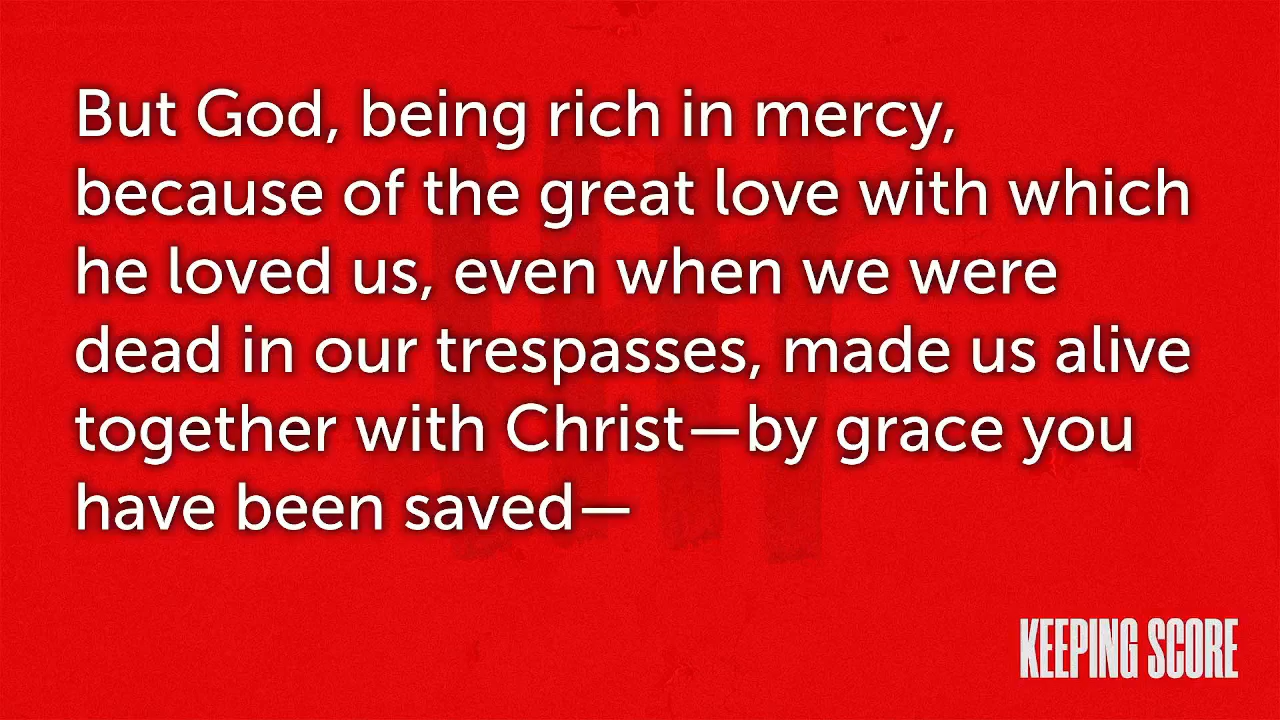 But God, being rich in mercy,
because of the great love with which
he loved us, even when we were
dead in our trespasses, made us alive
together with Christ—by grace you
have been saved—
KEEPING SCORE